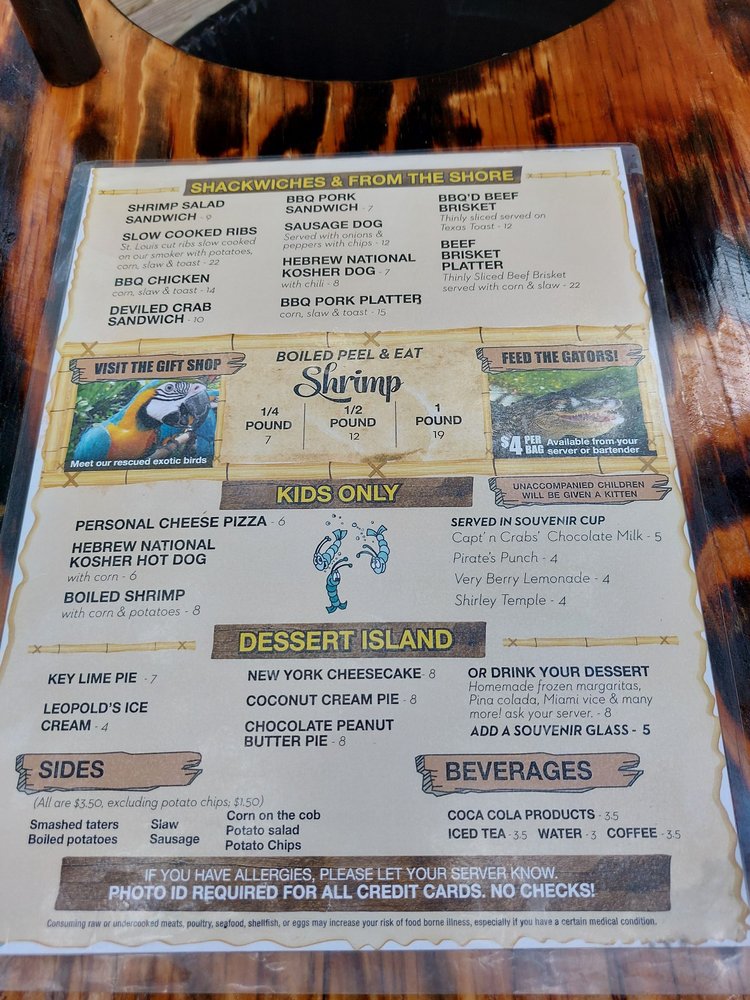 SHACKWICHES & FROM THE SHORE
SHRIMP SALAD
SANDWICH - 9
SLOW COOKED RIBS
St. Louis cut ribs slow cooked
on our smoker with potatoes,
corn, slaw & toast - 22
BBQ CHICKEN
corn, slaw & toast - 14
DEVILED CRAB
SANDWICH - 10
BBQ PORK
SANDWICH - 7
SAUSAGE DOG
Served with onions &
peppers with chips - 12
HEBREW NATIONAL
KOSHER DOG - 7
with chili - 8
BBQ PORK PLATTER
corn, slaw & toast - 15
BBQ'D BEEF
BRISKET
Thinly sliced served on
Texas Toast - 12
BEEF
BRISKET
PLATTER
Thinly Sliced Beef Brisket
served with corn & slaw - 22
VISIT THE GIFT SHOP
Meet our rescued exotic birds
BOILED PEEL & EAT
Shrimp
1/4
POUND
7
1/2
POUND
12
1
POUND
19
FEED THE GATORS!
$4 PER BAG
Available from your
server or bartender
KIDS ONLY
UNACCOMPANIED CHILDREN
WILL BE GIVEN A KITTEN
PERSONAL CHEESE PIZZA - 6
HEBREW NATIONAL
KOSHER HOT DOG
with corn - 6
BOILED SHRIMP
with corn & potatoes - 8
SERVED IN SOUVENIR CUP
Capt' n Crabs' Chocolate Milk - 5
Pirate's Punch - 4
Very Berry Lemonade - 4
Shirley Temple - 4
DESSERT ISLAND
KEY LIME PIE - 7
LEOPOLD'S ICE
CREAM - 4
NEW YORK CHEESECAKE - 8
COCONUT CREAM PIE - 8
CHOCOLATE PEANUT
BUTTER PIE - 8
OR DRINK YOUR DESSERT
Homemade frozen margaritas,
Pina colada, Miami vice & many
more! ask your server. - 8
ADD A SOUVENIR GLASS - 5
SIDES
(All are $3.50, excluding potato chips; $1.50)
Smashed taters
Boiled potatoes
Slaw
Sausage
Corn on the cob
Potato salad
Potato Chips
BEVERAGES
COCA COLA PRODUCTS - 3.5
ICED TEA - 3.5 WATER - 3 COFFEE - 3.5
IF YOU HAVE ALLERGIES, PLEASE LET YOUR SERVER KNOW.
PHOTO ID REQUIRED FOR ALL CREDIT CARDS. NO CHECKS!
Consuming raw or undercooked meats, poultry, seafood, shellfish, or eggs may increase your risk of food borne illness, especially if you have a certain medical condition.